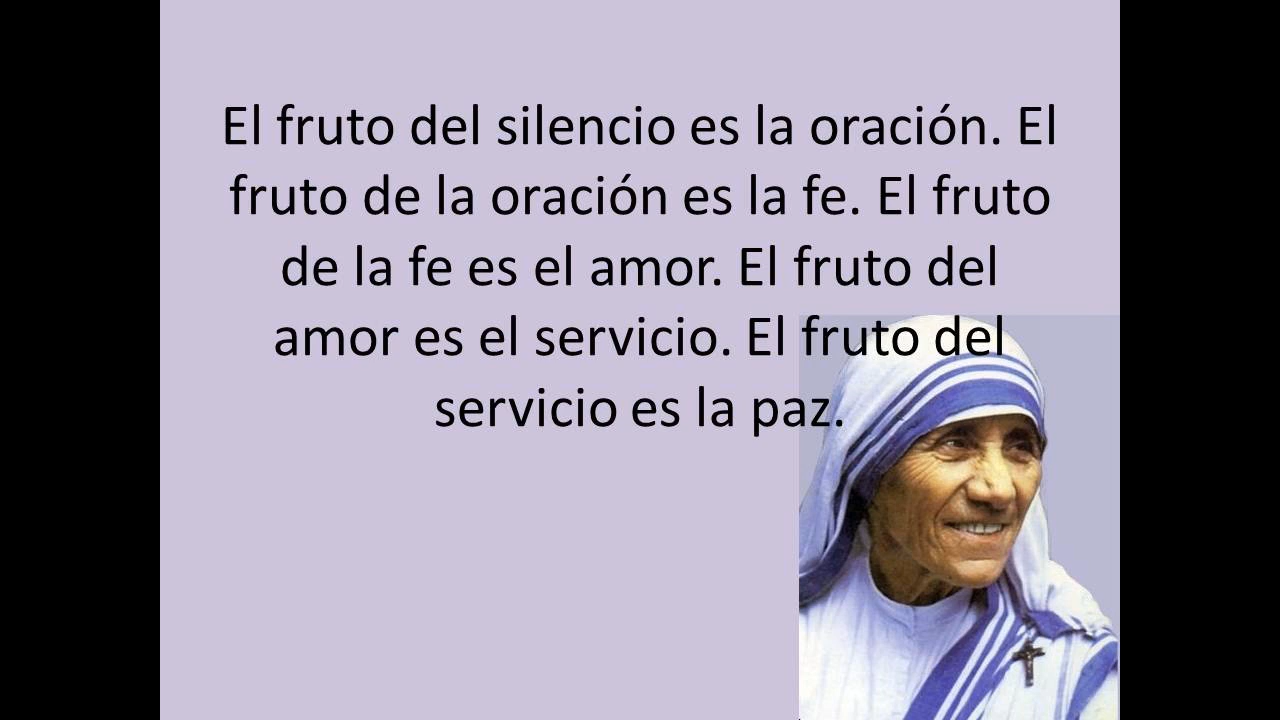 El fruto del silencio es la oración. El
fruto de la oración es la fe. El fruto
de la fe es el amor. El fruto del
amor es el servicio. El fruto del
servicio es la paz.